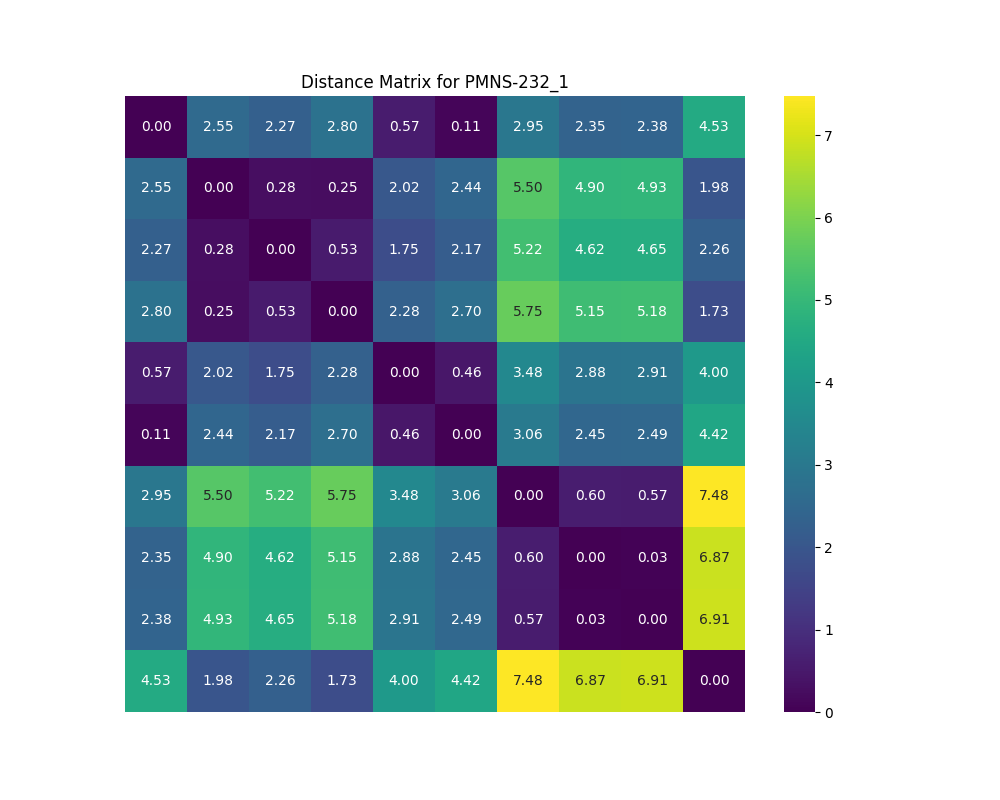 Distance Matrix for PMNS-232_1
0.00 2.55 2.27 2.80 0.57 0.11 2.95 2.35 2.38 4.53
2.55 0.00 0.28 0.25 2.02 2.44 5.50 4.90 4.93 1.98
2.27 0.28 0.00 0.53 1.75 2.17 5.22 4.62 4.65 2.26
2.80 0.25 0.53 0.00 2.28 2.70 5.75 5.15 5.18 1.73
0.57 2.02 1.75 2.28 0.00 0.46 3.48 2.88 2.91 4.00
0.11 2.44 2.17 2.70 0.46 0.00 3.06 2.45 2.49 4.42
2.95 5.50 5.22 5.75 3.48 3.06 0.00 0.60 0.57 7.48
2.35 4.90 4.62 5.15 2.88 2.45 0.60 0.00 0.03 6.87
2.38 4.93 4.65 5.18 2.91 2.49 0.57 0.03 0.00 6.91
4.53 1.98 2.26 1.73 4.00 4.42 7.48 6.87 6.91 0.00
7
6
5
4
3
2
1
0